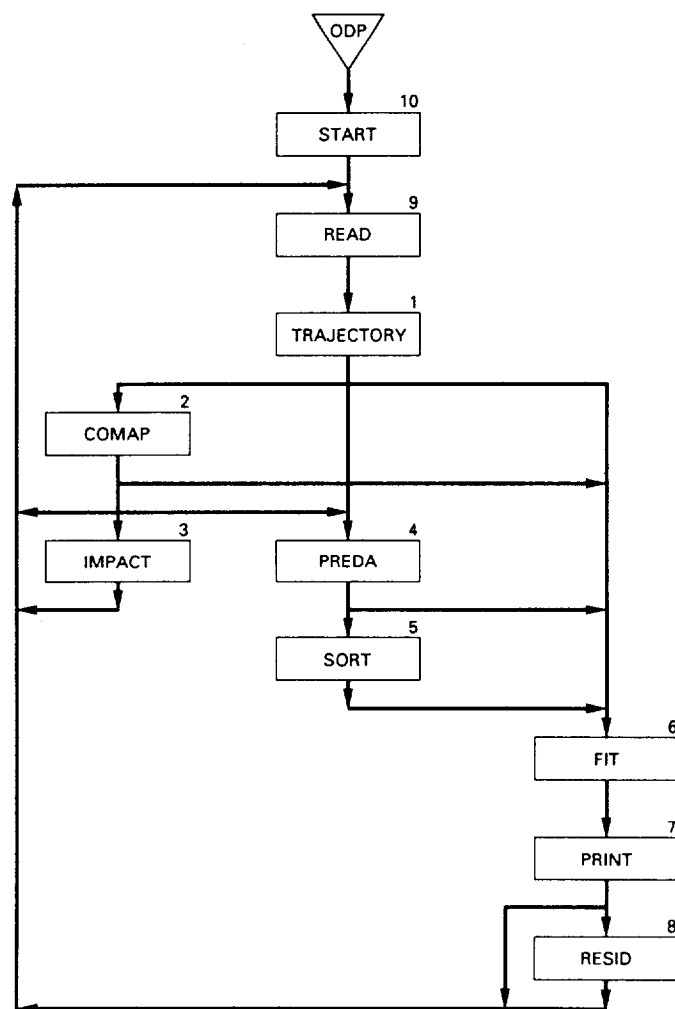 ODP
10
START
9
READ
1
TRAJECTORY
2
COMAP
3
IMPACT
4
PREDA
5
SORT
6
FIT
7
PRINT
8
RESID